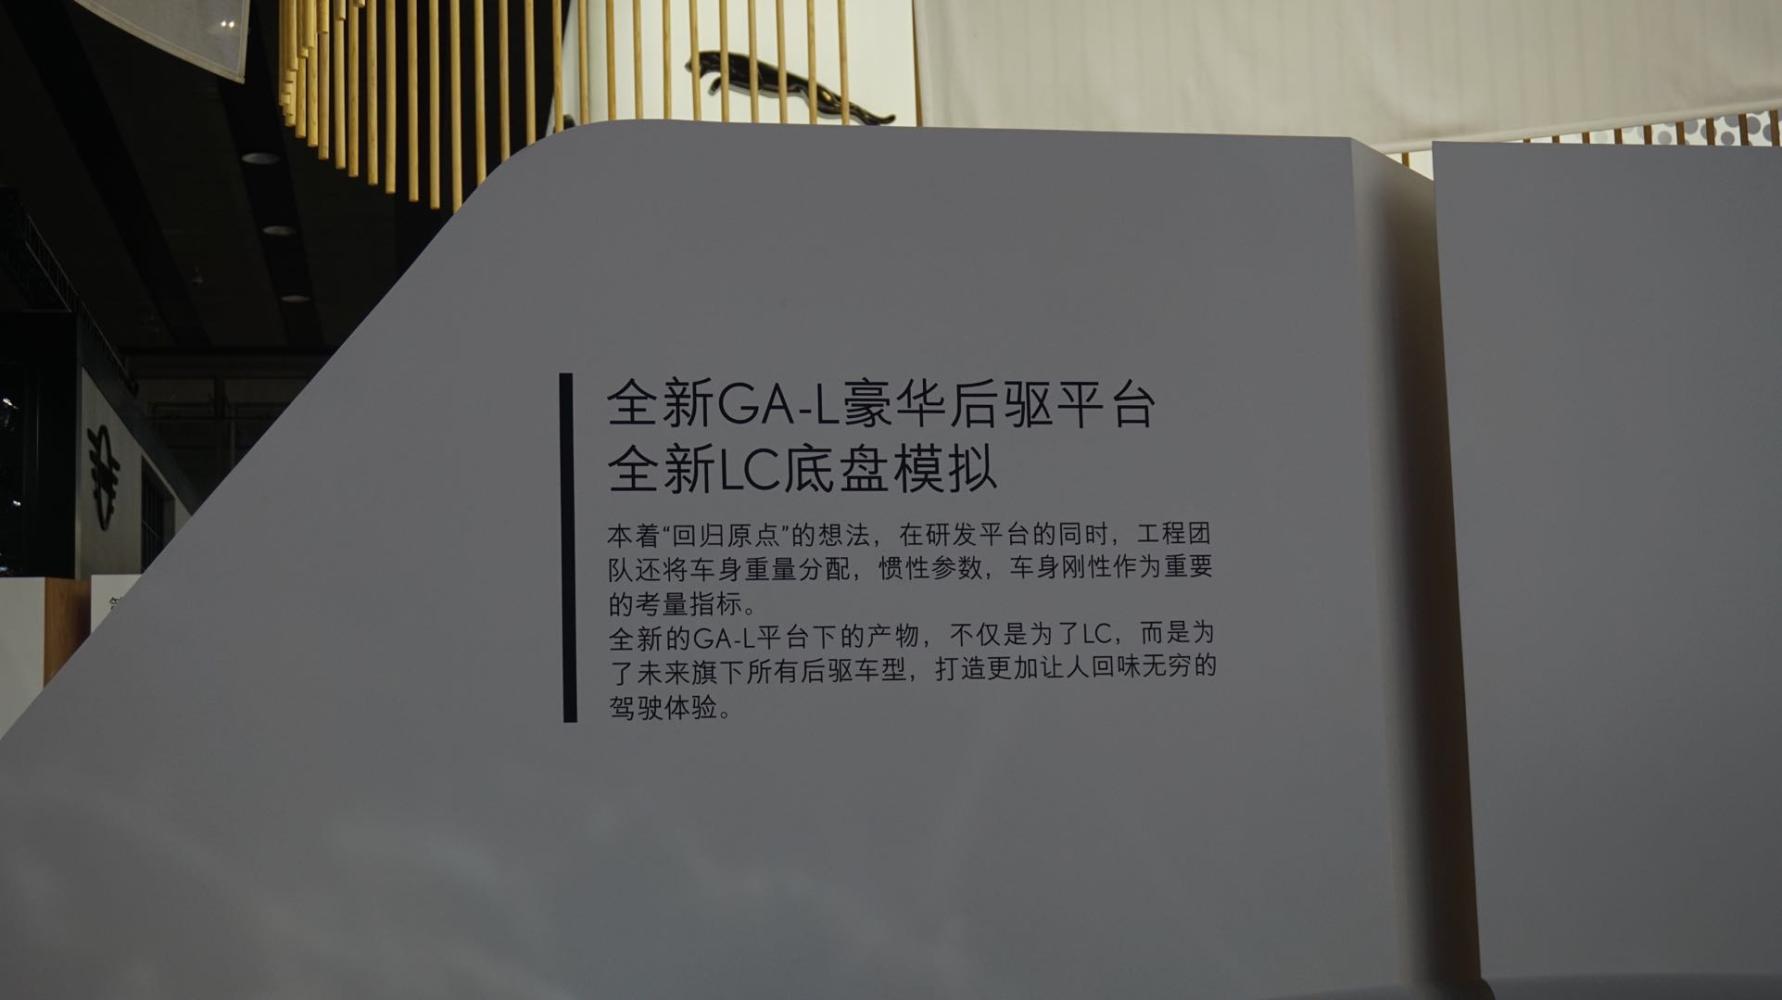 全新GA-L豪华后驱平台
全新LC底盘模拟
本着“回归原点”的想法，在研发平台的同时，工程团
队还将车身重量分配，惯性参数，车身刚性作为重要
的考量指标。
全新的GA-L平台下的产物，不仅是为了LC，而是为
了未来旗下所有后驱车型，打造更加让人回味无穷的
驾驶体验。